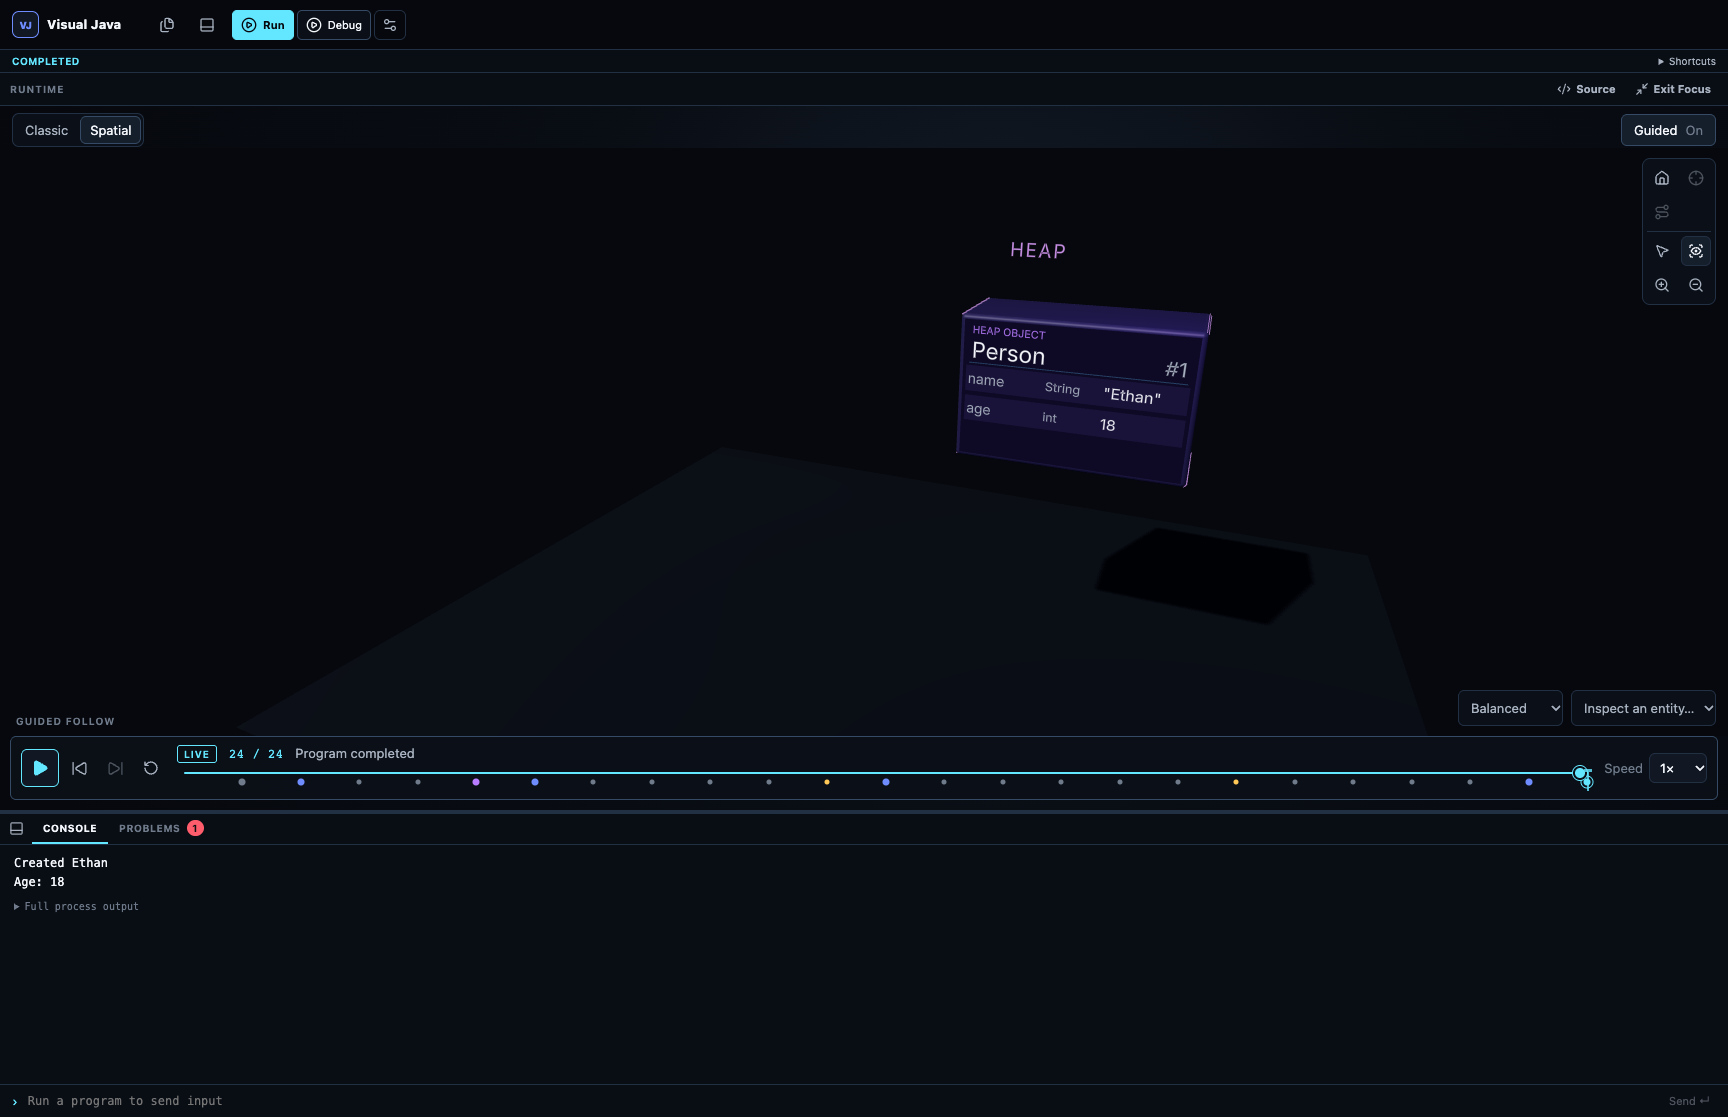 VJ Visual Java Run Debug
COMPLETED Shortcuts
RUNTIME Source Exit Focus
Classic Spatial Guided On
HEAP
HEAP OBJECT
Person #1
name String "Ethan"
age int 18
Balanced Inspect an entity...
GUIDED FOLLOW
LIVE 24 / 24 Program completed
Speed 1×
CONSOLE PROBLEMS 1
Created Ethan
Age: 18
Full process output
Run a program to send input Send